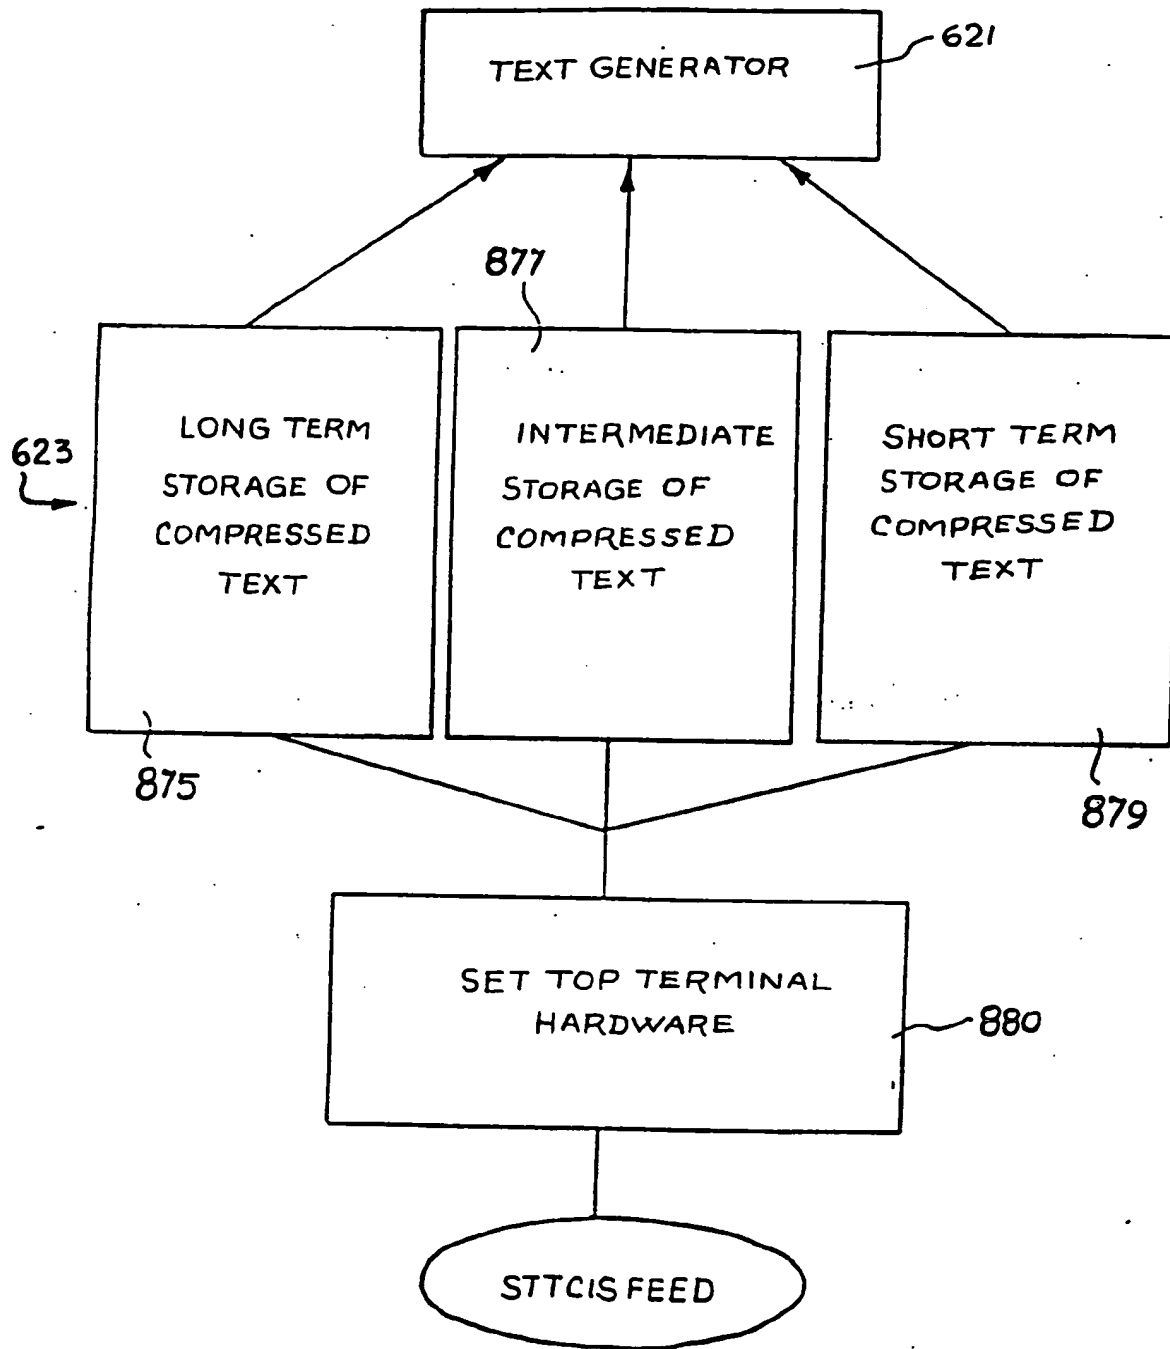 TEXT GENERATOR
621
877
LONG TERM
STORAGE OF
COMPRESSED
TEXT
INTERMEDIATE
STORAGE OF
COMPRESSED
TEXT
SHORT TERM
STORAGE OF
COMPRESSED
TEXT
623
875
879
SET TOP TERMINAL
HARDWARE
880
STTCIS FEED